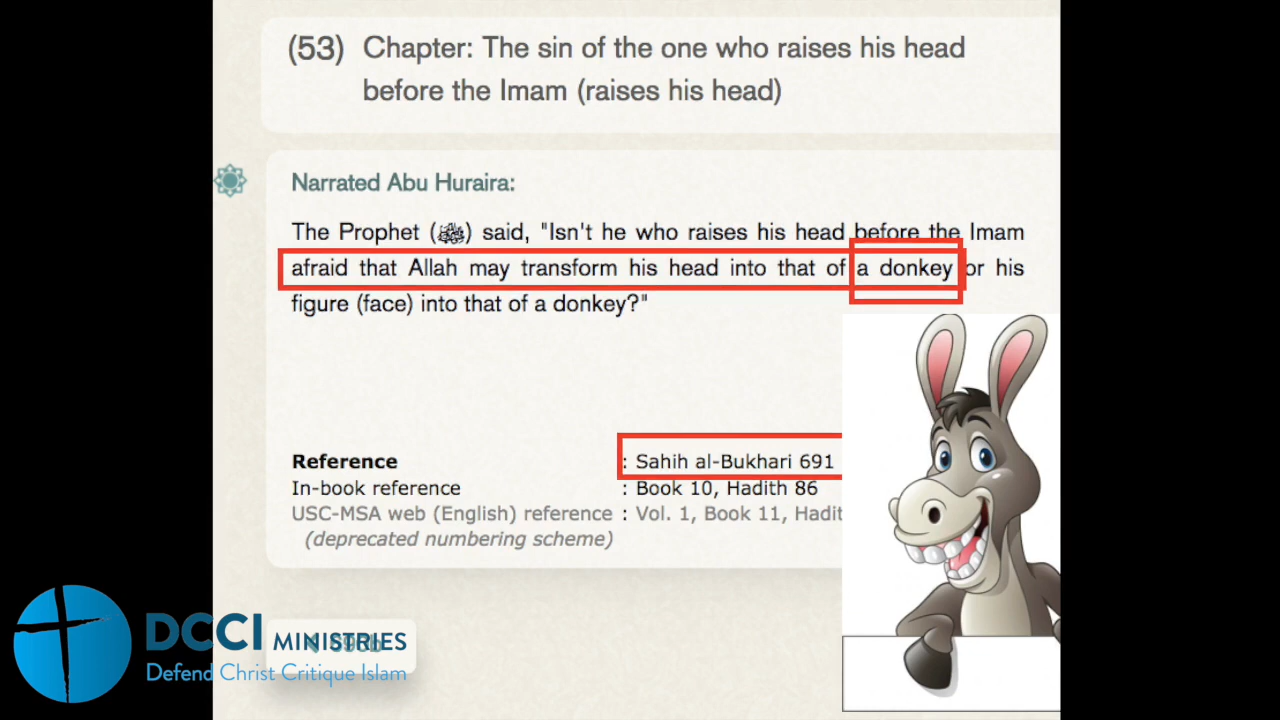 (53) Chapter: The sin of the one who raises his head
before the Imam (raises his head)
Narrated Abu Huraira:
The Prophet (ﷺ) said, "Isn't he who raises his head before the Imam
afraid that Allah may transform his head into that of a donkey or his
figure (face) into that of a donkey?"
Reference : Sahih al-Bukhari 691
In-book reference : Book 10, Hadith 86
USC-MSA web (English) reference : Vol. 1, Book 11, Hadit
(deprecated numbering scheme)
DCCI MINISTRIES
Defend Christ Critique Islam